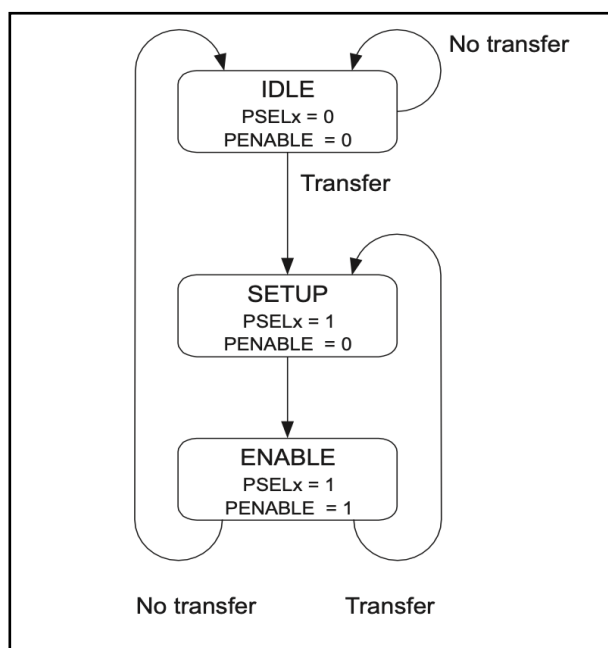 No transfer
IDLE
PSELx = 0
PENABLE = 0
Transfer
SETUP
PSELx = 1
PENABLE = 0
ENABLE
PSELx = 1
PENABLE = 1
No transfer
Transfer